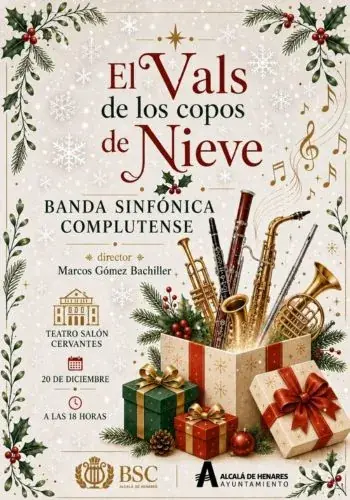 El Vals
de los copos
de Nieve
BANDA SINFÓNICA
COMPLUTENSE
director
Marcos Gómez Bachiller
TEATRO SALÓN
CERVANTES
20 DE DICIEMBRE
A LAS 18 HORAS
BSC
ALCALÁ DE HENARES
ALCALÁ DE HENARES
AYUNTAMIENTO